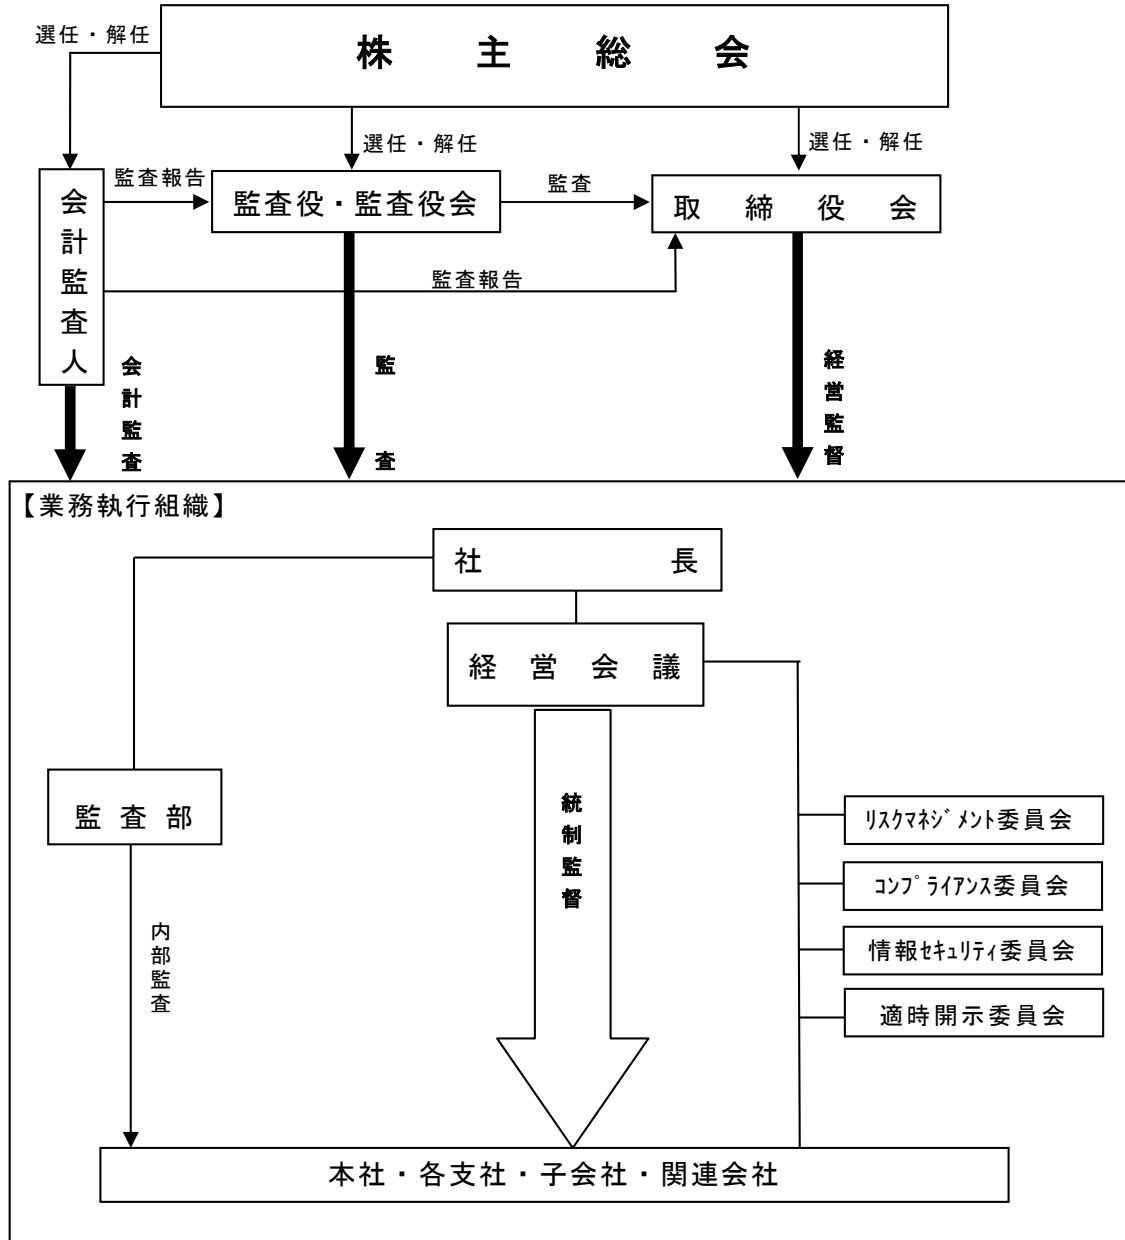 選任・解任
株主総会
選任・解任
選任・解任
監査報告
会計監査人
監査役・監査役会
監査
取締役会
監査報告
会計監査
監査
経営監督
【業務執行組織】
社長
経営会議
監査部
統制監督
ﾘｽｸﾏﾈｼﾞﾒﾝﾄ委員会
ｺﾝﾌﾟﾗｲｱﾝｽ委員会
内部監査
情報ｾｷｭﾘﾃｨ委員会
適時開示委員会
本社・各支社・子会社・関連会社